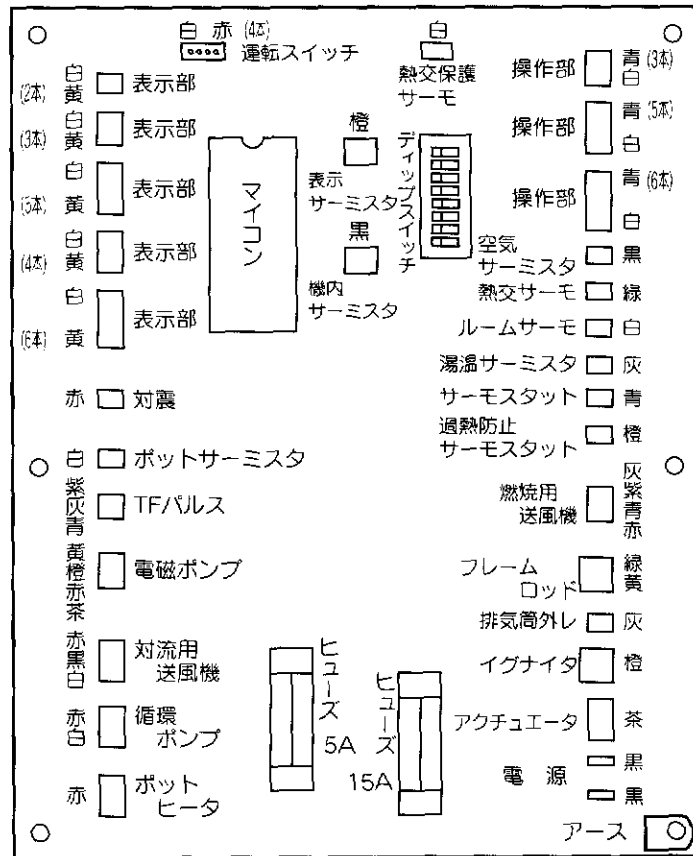 白 赤 (4本)
運転スイッチ
白
熱交保護
サーモ
(2本) 白 黄 表示部
(3本) 白 黄 表示部
(5本) 白 黄 表示部
(4本) 白 黄 表示部
(6本) 白 黄 表示部
赤 対震
白 ポットサーミスタ
紫灰青 TFパルス
黄橙赤茶 電磁ポンプ
赤黒白 対流用
送風機
赤白 循環
ポンプ
赤 ポット
ヒータ
マイコン
橙
表示
サーミスタ
黒
機内
サーミスタ
ディップスイッチ
操作部 青白 (3本)
操作部 青 (5本) 白
操作部 青 (6本) 白
空気
サーミスタ 黒
熱交サーモ 緑
ルームサーモ 白
湯温サーミスタ 灰
サーモスタット 青
過熱防止
サーモスタット 橙
燃焼用
送風機 灰紫青赤
フレーム
ロッド 緑黄
排気筒外レ 灰
イグナイタ 橙
アクチュエータ 茶
電源 黒
黒
アース
ヒューズ
5A
ヒューズ
15A